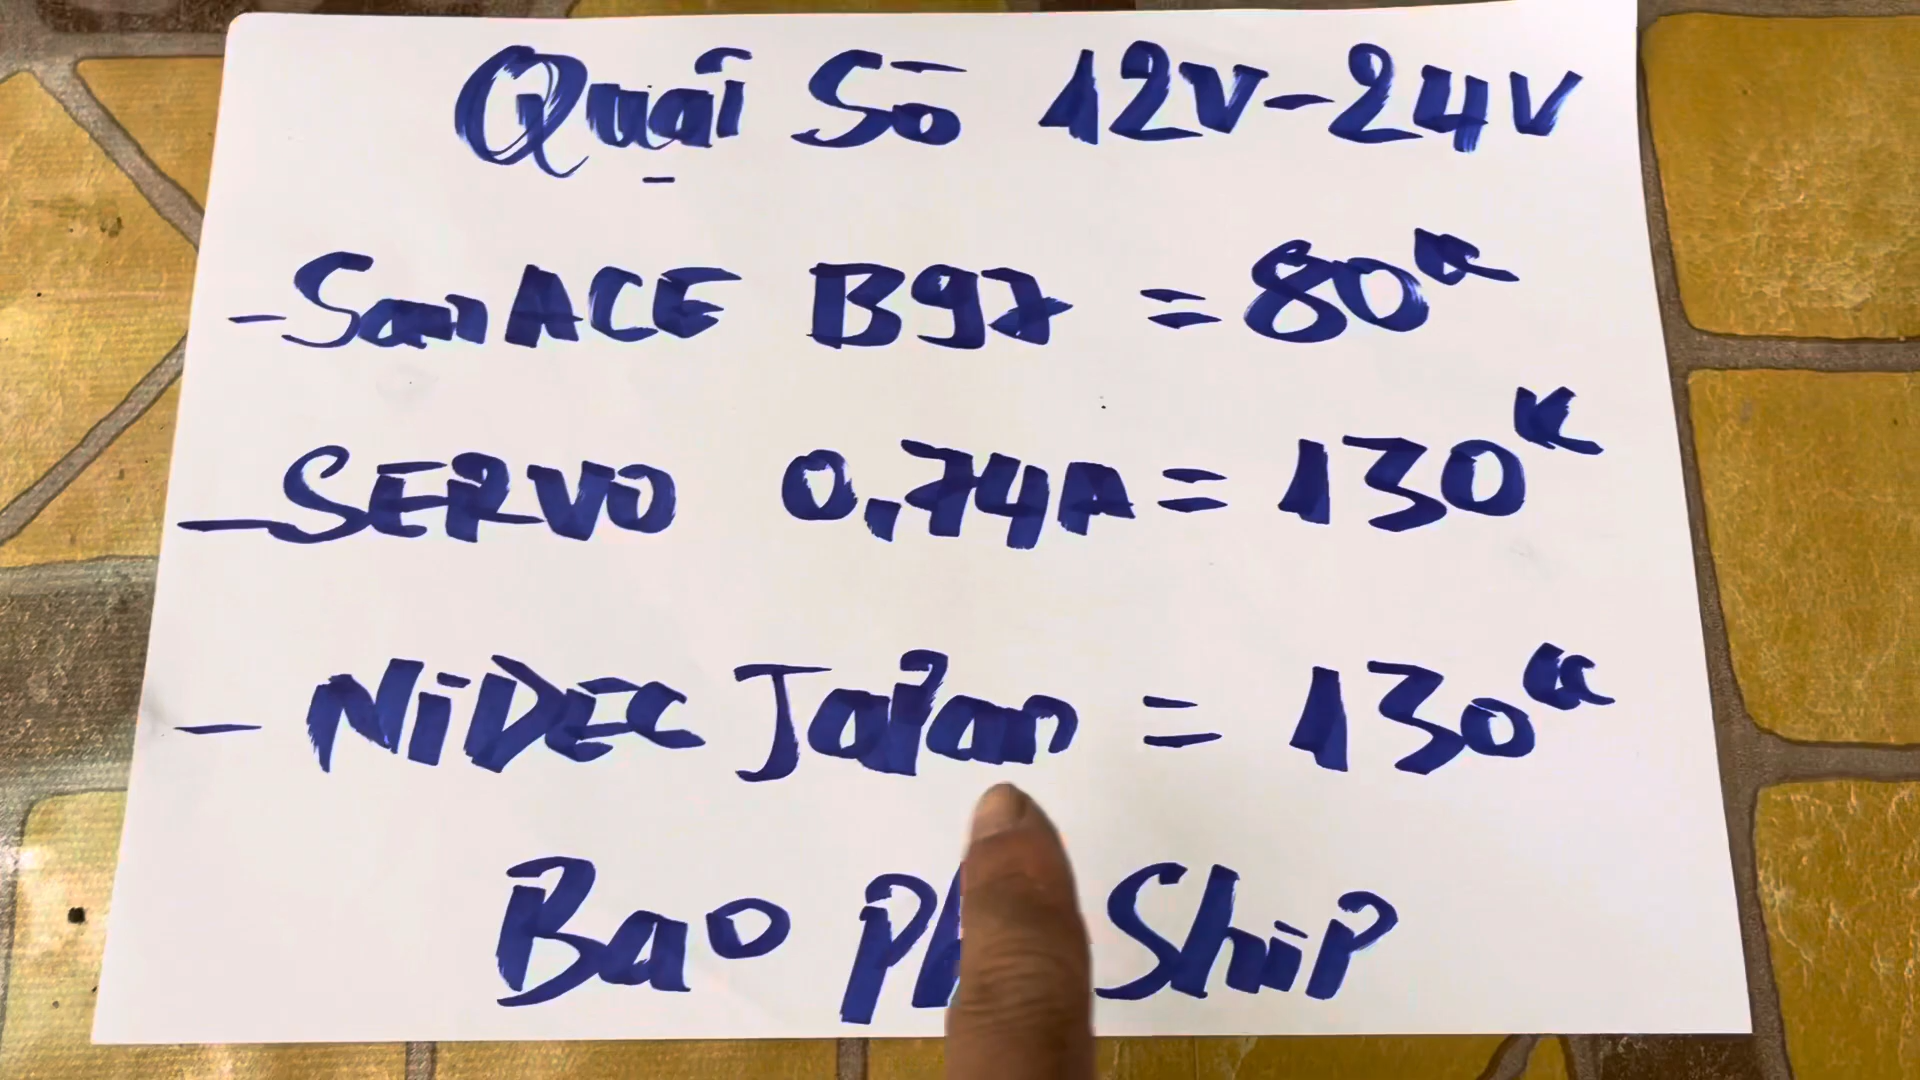 Quạt Sò 12V-24V
- SanACE B97 = 80K
- SERVO 0,74A = 130K
- NiDEC Japan = 130K
Bao Ship